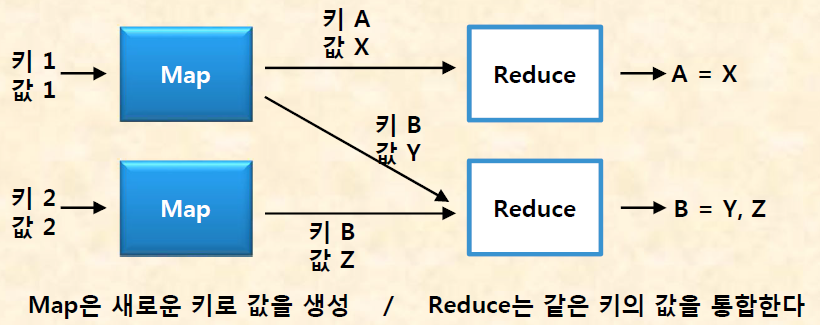 키 1
값 1
Map
키 A
값 X
Reduce
A = X
키 B
값 Y
키 2
값 2
Map
키 B
값 Z
Reduce
B = Y, Z
Map은 새로운 키로 값을 생성 / Reduce는 같은 키의 값을 통합한다